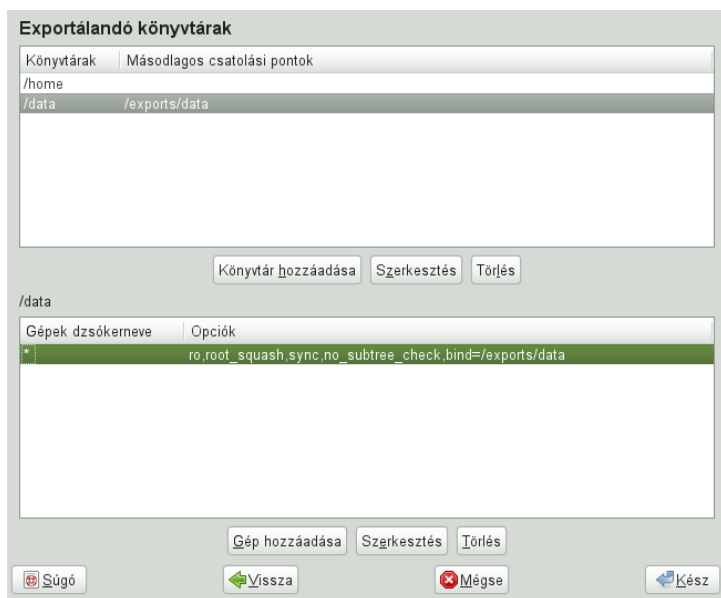 Exportálandó könyvtárak
Könyvtárak Másodlagos csatolási pontok
/home
/data /exports/data
Könyvtár hozzáadása Szerkesztés Törlés
/data
Gépek dzsókerneve Opciók
* ro,root_squash,sync,no_subtree_check,bind=/exports/data
Gép hozzáadása Szerkesztés Törlés
Súgó Vissza Mégse Kész